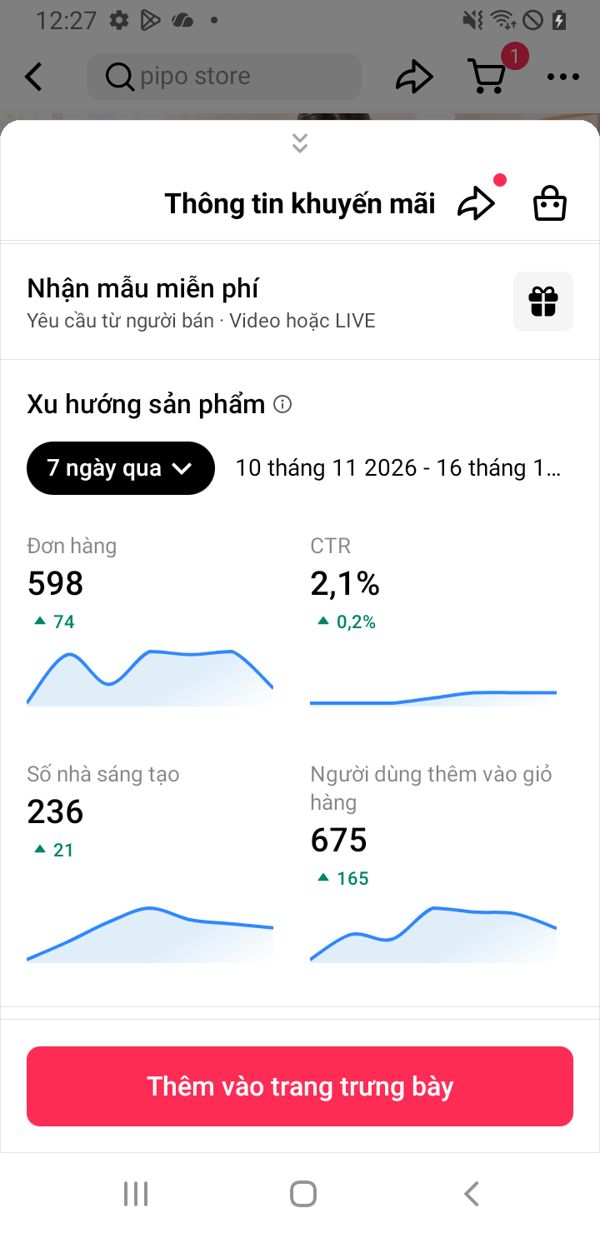 12:27
pipo store
1
Thông tin khuyến mãi
Nhận mẫu miễn phí
Yêu cầu từ người bán · Video hoặc LIVE
Xu hướng sản phẩm
7 ngày qua
10 tháng 11 2026 - 16 tháng 1...
Đơn hàng
598
74
CTR
2,1%
0,2%
Số nhà sáng tạo
236
21
Người dùng thêm vào giỏ
hàng
675
165
Thêm vào trang trưng bày